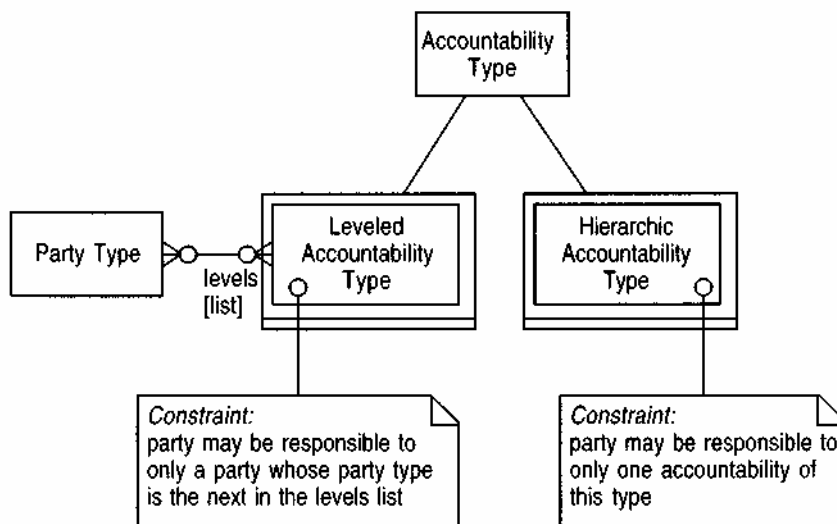 Accountability
Type
Party Type
levels
[list]
Leveled
Accountability
Type
Hierarchic
Accountability
Type
Constraint:
party may be responsible to
only a party whose party type
is the next in the levels list
Constraint:
party may be responsible to
only one accountability of
this type